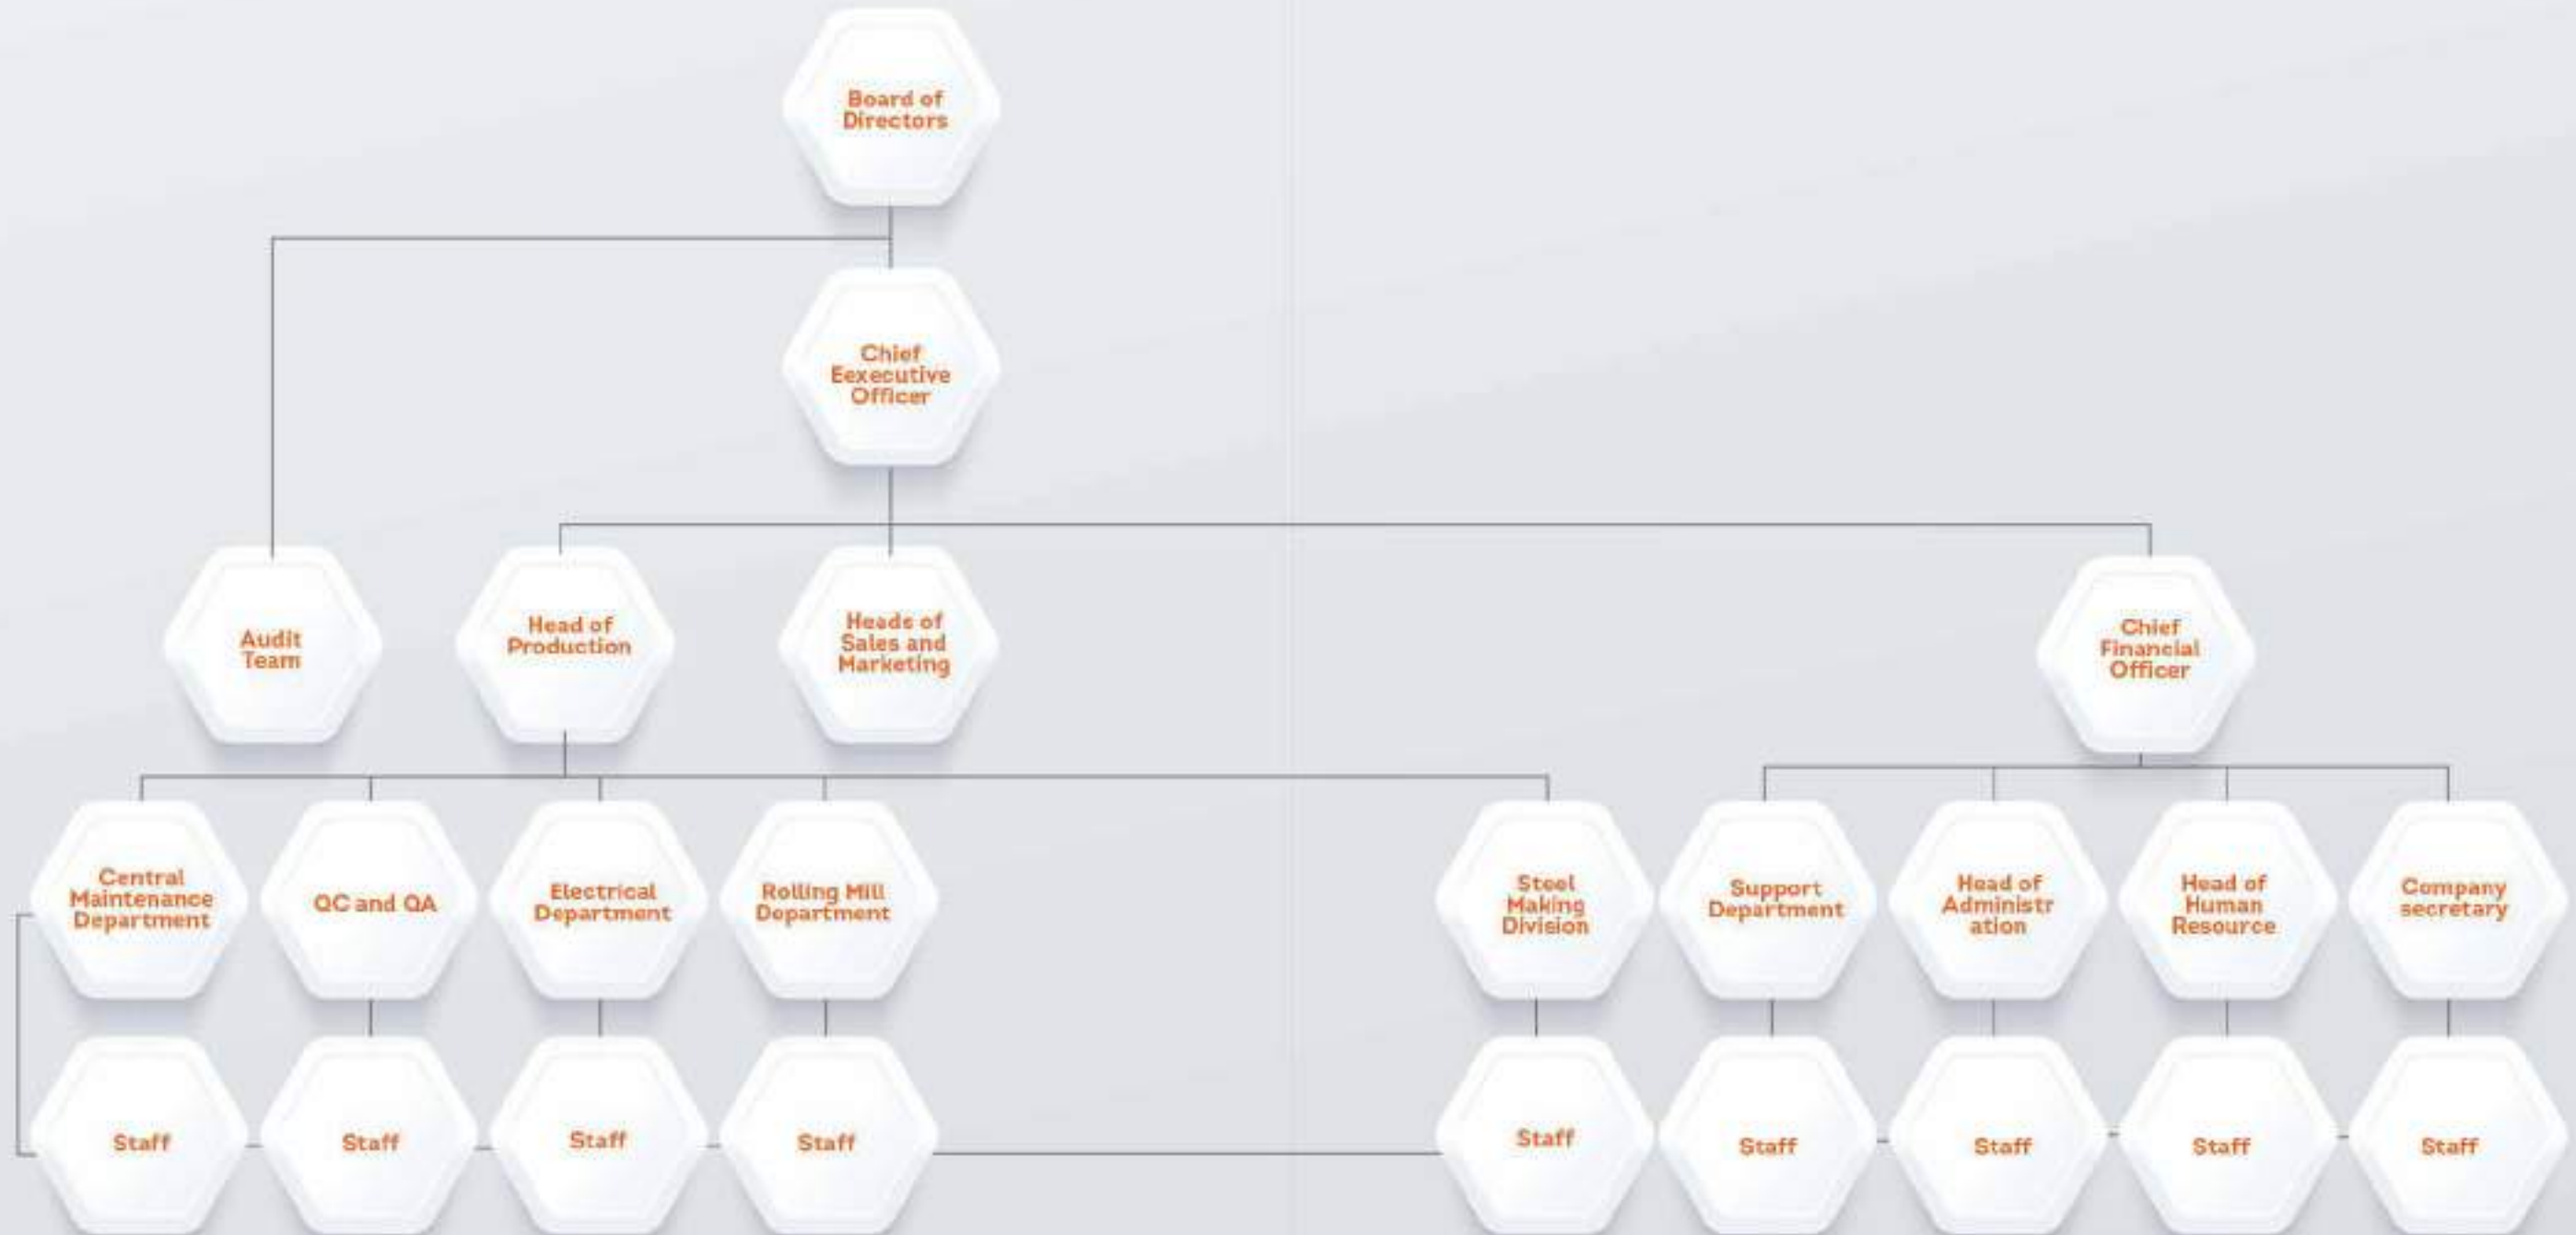 Board of
Directors
Chief
Eexecutive
Officer
Audit
Team
Head of
Production
Heads of
Sales and
Marketing
Chief
Financial
Officer
Central
Maintenance
Department
QC and QA
Electrical
Department
Rolling Mill
Department
Steel
Making
Division
Support
Department
Head of
Administr
ation
Head of
Human
Resource
Company
secretary
Staff
Staff
Staff
Staff
Staff
Staff
Staff
Staff
Staff